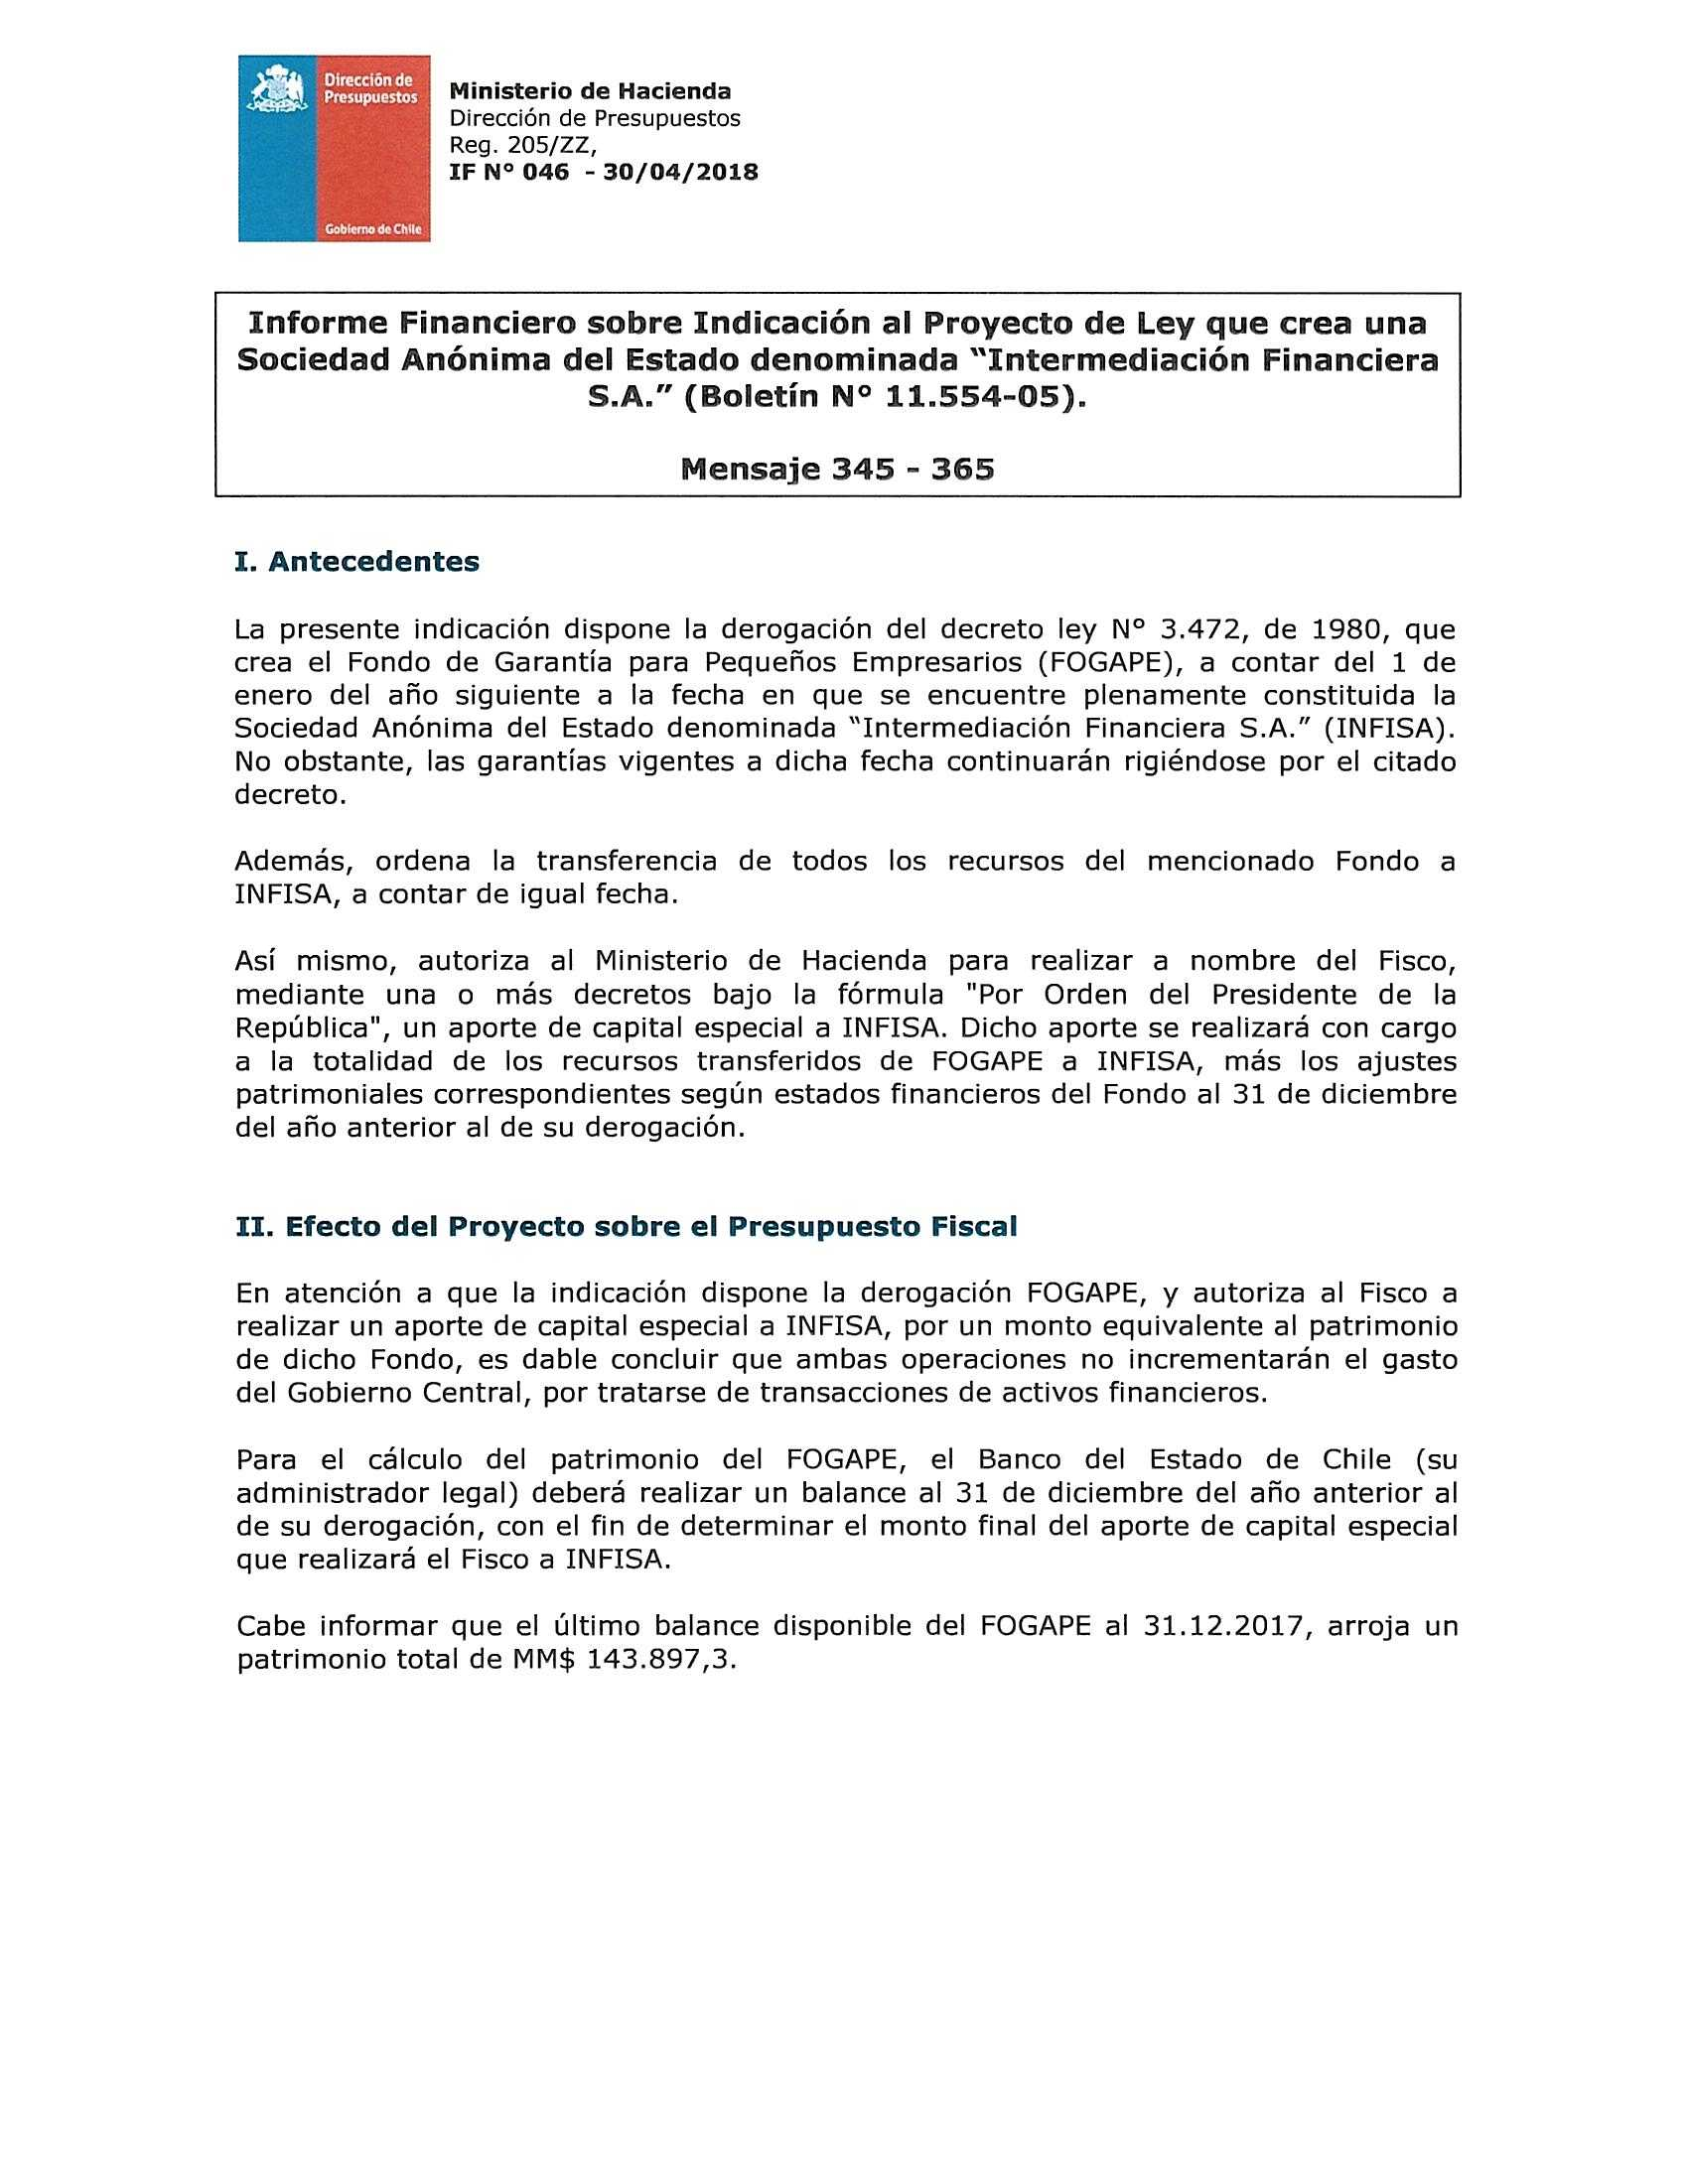 Dirección de
Presupuestos
Gobierno de Chile
Ministerio de Hacienda
Dirección de Presupuestos
Reg. 205/ZZ,
IF Nº 046 - 30/04/2018
Informe Financiero sobre Indicación al Proyecto de Ley que crea una
Sociedad Anónima del Estado denominada “Intermediación Financiera
S.A.” (Boletín Nº 11.554-05).
Mensaje 345 - 365
I. Antecedentes
La presente indicación dispone la derogación del decreto ley Nº 3.472, de 1980, que
crea el Fondo de Garantía para Pequeños Empresarios (FOGAPE), a contar del 1 de
enero del año siguiente a la fecha en que se encuentre plenamente constituida la
Sociedad Anónima del Estado denominada “Intermediación Financiera S.A.” (INFISA).
No obstante, las garantías vigentes a dicha fecha continuarán rigiéndose por el citado
decreto.
Además, ordena la transferencia de todos los recursos del mencionado Fondo a
INFISA, a contar de igual fecha.
Así mismo, autoriza al Ministerio de Hacienda para realizar a nombre del Fisco,
mediante una o más decretos bajo la fórmula "Por Orden del Presidente de la
República", un aporte de capital especial a INFISA. Dicho aporte se realizará con cargo
a la totalidad de los recursos transferidos de FOGAPE a INFISA, más los ajustes
patrimoniales correspondientes según estados financieros del Fondo al 31 de diciembre
del año anterior al de su derogación.
II. Efecto del Proyecto sobre el Presupuesto Fiscal
En atención a que la indicación dispone la derogación FOGAPE, y autoriza al Fisco a
realizar un aporte de capital especial a INFISA, por un monto equivalente al patrimonio
de dicho Fondo, es dable concluir que ambas operaciones no incrementarán el gasto
del Gobierno Central, por tratarse de transacciones de activos financieros.
Para el cálculo del patrimonio del FOGAPE, el Banco del Estado de Chile (su
administrador legal) deberá realizar un balance al 31 de diciembre del año anterior al
de su derogación, con el fin de determinar el monto final del aporte de capital especial
que realizará el Fisco a INFISA.
Cabe informar que el último balance disponible del FOGAPE al 31.12.2017, arroja un
patrimonio total de MM$ 143.897,3.